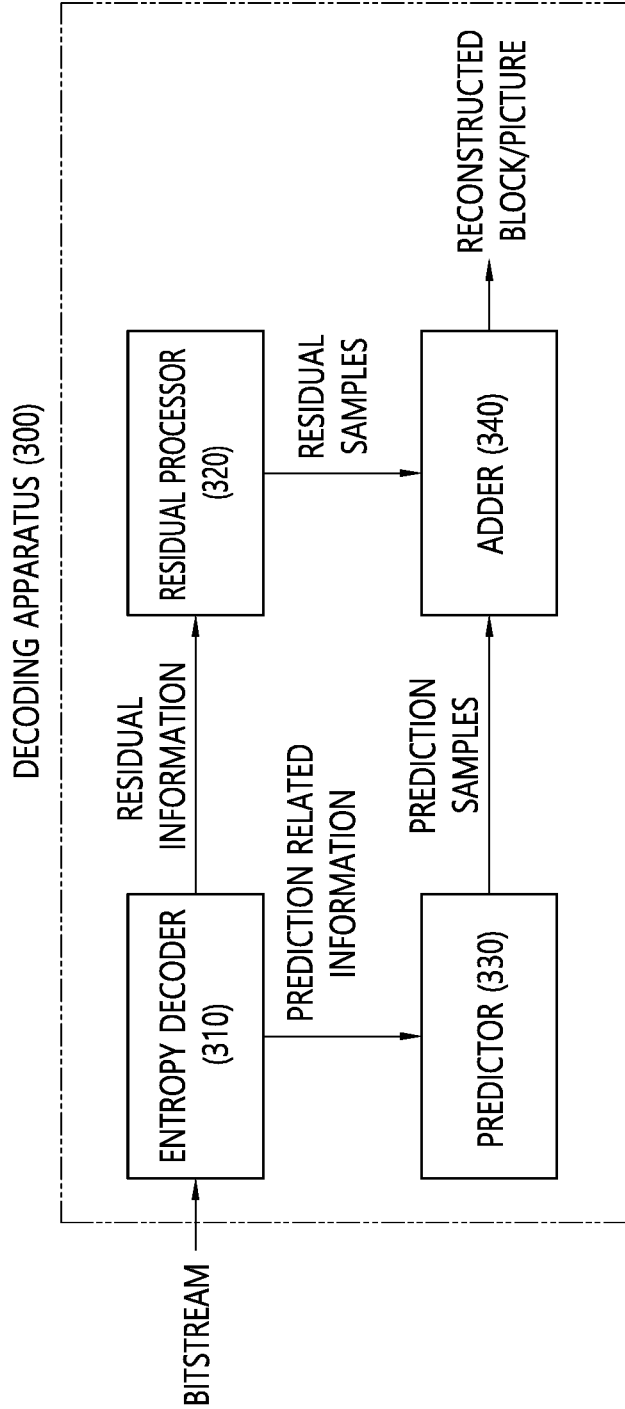 DECODING APPARATUS (300)
BITSTREAM
ENTROPY DECODER
(310)
RESIDUAL
INFORMATION
RESIDUAL PROCESSOR
(320)
PREDICTION RELATED
INFORMATION
RESIDUAL
SAMPLES
PREDICTOR (330)
PREDICTION
SAMPLES
ADDER (340)
RECONSTRUCTED
BLOCK/PICTURE